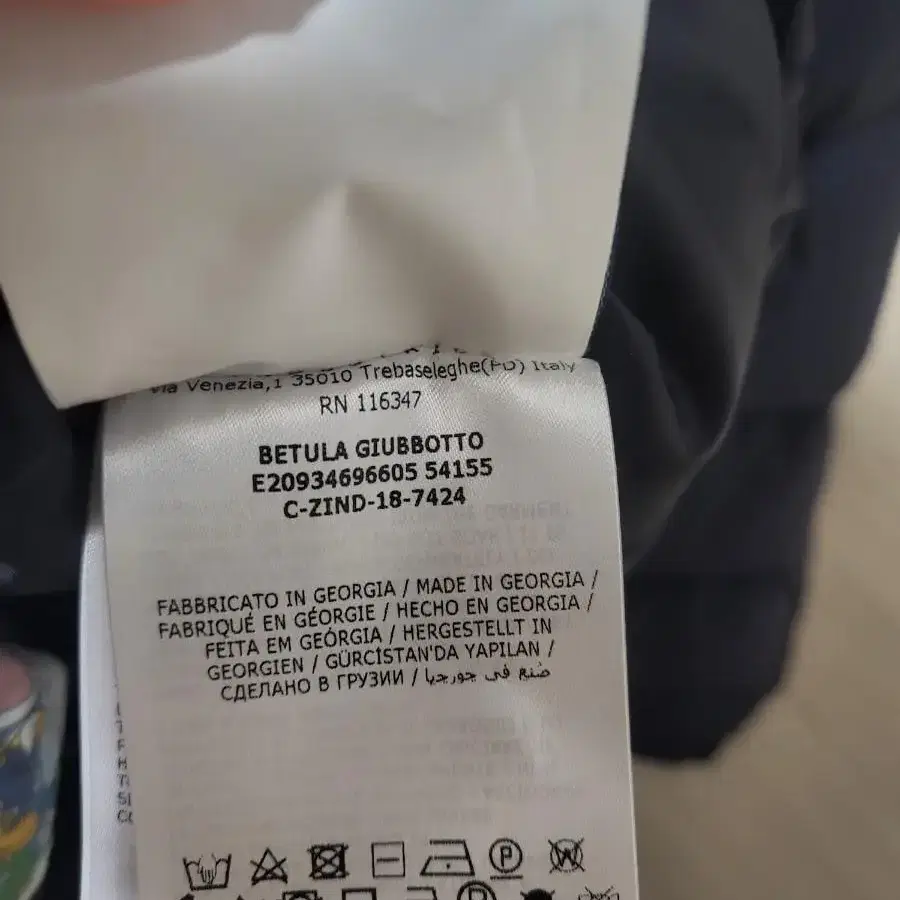 Via Venezia,1 35010 Trebaseleghe(PD) Italy
RN 116347
BETULA GIUBBOTTO
E20934696605 54155
C-ZIND-18-7424
FABBRICATO IN GEORGIA / MADE IN GEORGIA /
FABRIQUÉ EN GÉORGIE / HECHO EN GEORGIA /
FEITA EM GEÓRGIA / HERGESTELLT IN
GEORGIEN / GÜRCİSTAN'DA YAPILAN /
СДЕЛАНО В ГРУЗИИ / صُنع في جورجيا
P
W